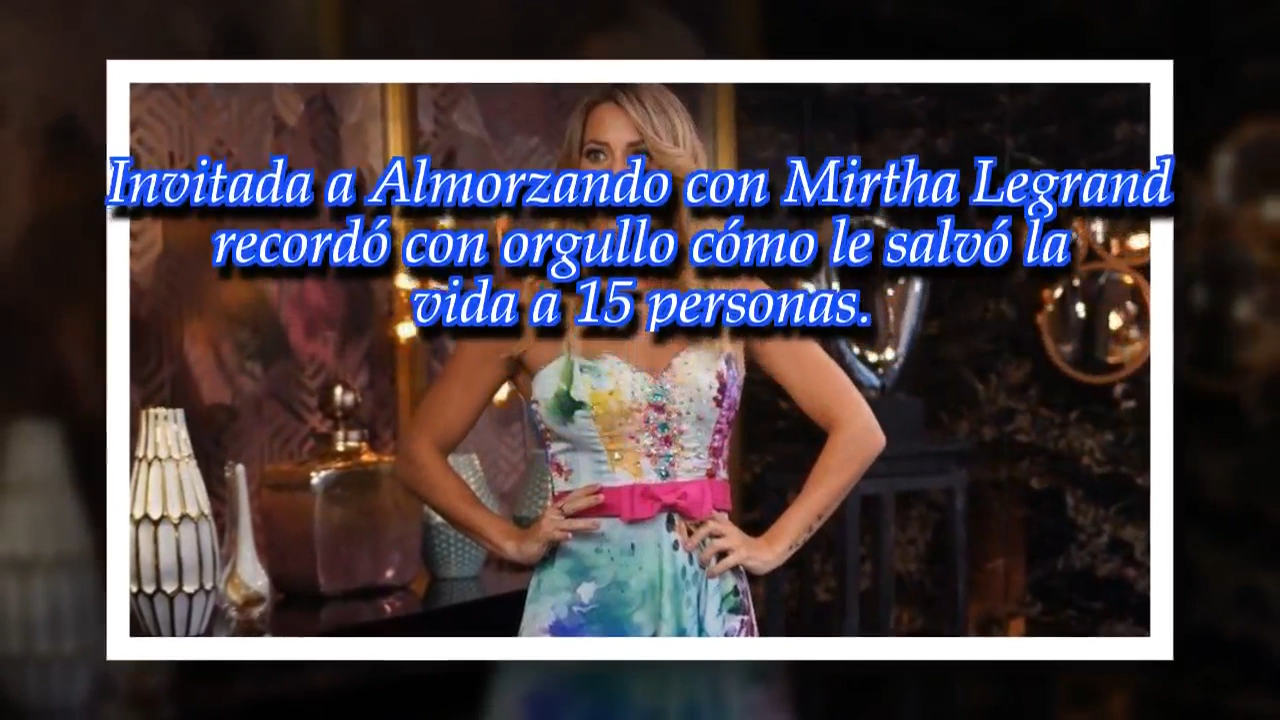 Invitada a Almorzando con Mirtha Legrand
recordó con orgullo cómo le salvó la
vida a 15 personas.